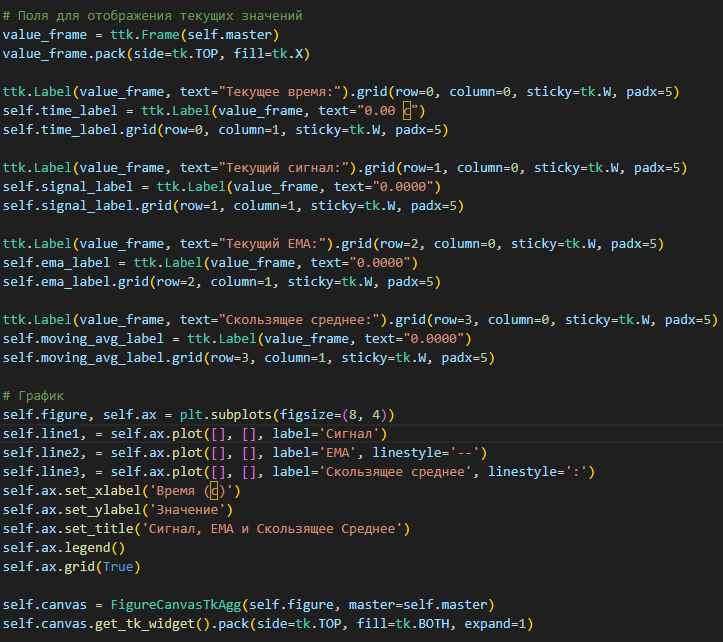 # Поля для отображения текущих значений
value_frame = ttk.Frame(self.master)
value_frame.pack(side=tk.TOP, fill=tk.X)
ttk.Label(value_frame, text="Текущее время:").grid(row=0, column=0, sticky=tk.W, padx=5)
self.time_label = ttk.Label(value_frame, text="0.00 с")
self.time_label.grid(row=0, column=1, sticky=tk.W, padx=5)
ttk.Label(value_frame, text="Текущий сигнал:").grid(row=1, column=0, sticky=tk.W, padx=5)
self.signal_label = ttk.Label(value_frame, text="0.0000")
self.signal_label.grid(row=1, column=1, sticky=tk.W, padx=5)
ttk.Label(value_frame, text="Текущий EMA:").grid(row=2, column=0, sticky=tk.W, padx=5)
self.ema_label = ttk.Label(value_frame, text="0.0000")
self.ema_label.grid(row=2, column=1, sticky=tk.W, padx=5)
ttk.Label(value_frame, text="Скользящее среднее:").grid(row=3, column=0, sticky=tk.W, padx=5)
self.moving_avg_label = ttk.Label(value_frame, text="0.0000")
self.moving_avg_label.grid(row=3, column=1, sticky=tk.W, padx=5)
# График
self.figure, self.ax = plt.subplots(figsize=(8, 4))
self.line1, = self.ax.plot([], [], label='Сигнал')
self.line2, = self.ax.plot([], [], label='EMA', linestyle='--')
self.line3, = self.ax.plot([], [], label='Скользящее среднее', linestyle=':')
self.ax.set_xlabel('Время (с)')
self.ax.set_ylabel('Значение')
self.ax.set_title('Сигнал, EMA и Скользящее Среднее')
self.ax.legend()
self.ax.grid(True)
self.canvas = FigureCanvasTkAgg(self.figure, master=self.master)
self.canvas.get_tk_widget().pack(side=tk.TOP, fill=tk.BOTH, expand=1)